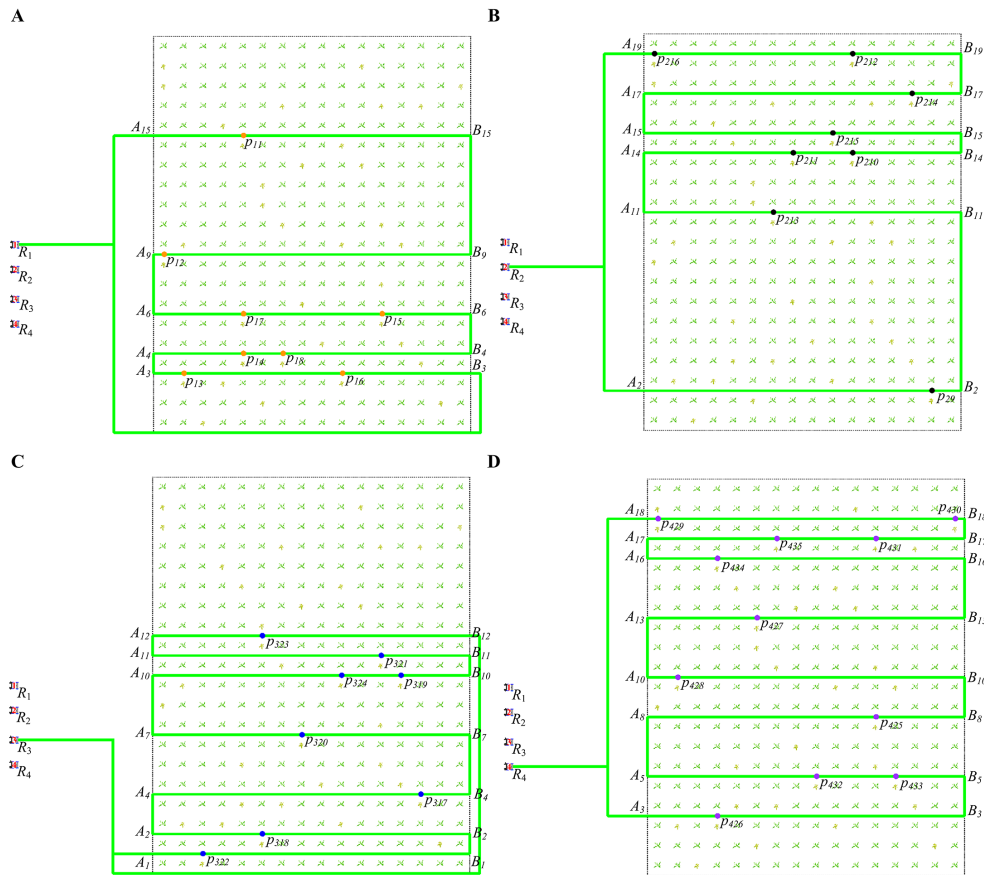 A
A15 B15
p11
R1
R2
R3
R4
A9 B9
p12
A6 B6
p17 p15
A4 B4
p14 p18
A3 B3
p13 p16
B
A19 B19
p216 p212
A17 B17
p214
A15 B15
p215
A14 B14
p211 p210
A11 B11
p213
R1
R2
R3
R4
A2 B2
p29
C
A12 B12
p323
A11 B11
p321
A10 B10
p324 p319
R1
R2
R3
R4
A7 B7
p320
A4 B4
p317
A2 B2
p318
A1 B1
p322
D
p430
A18 B18
p429
A17
p435 p431
A16 B16
p434
A13
p427
A10 B10
p428
R1
R2
R3
R4
A8 B8
p425
A5 B5
p432 p433
A3 B3
p426